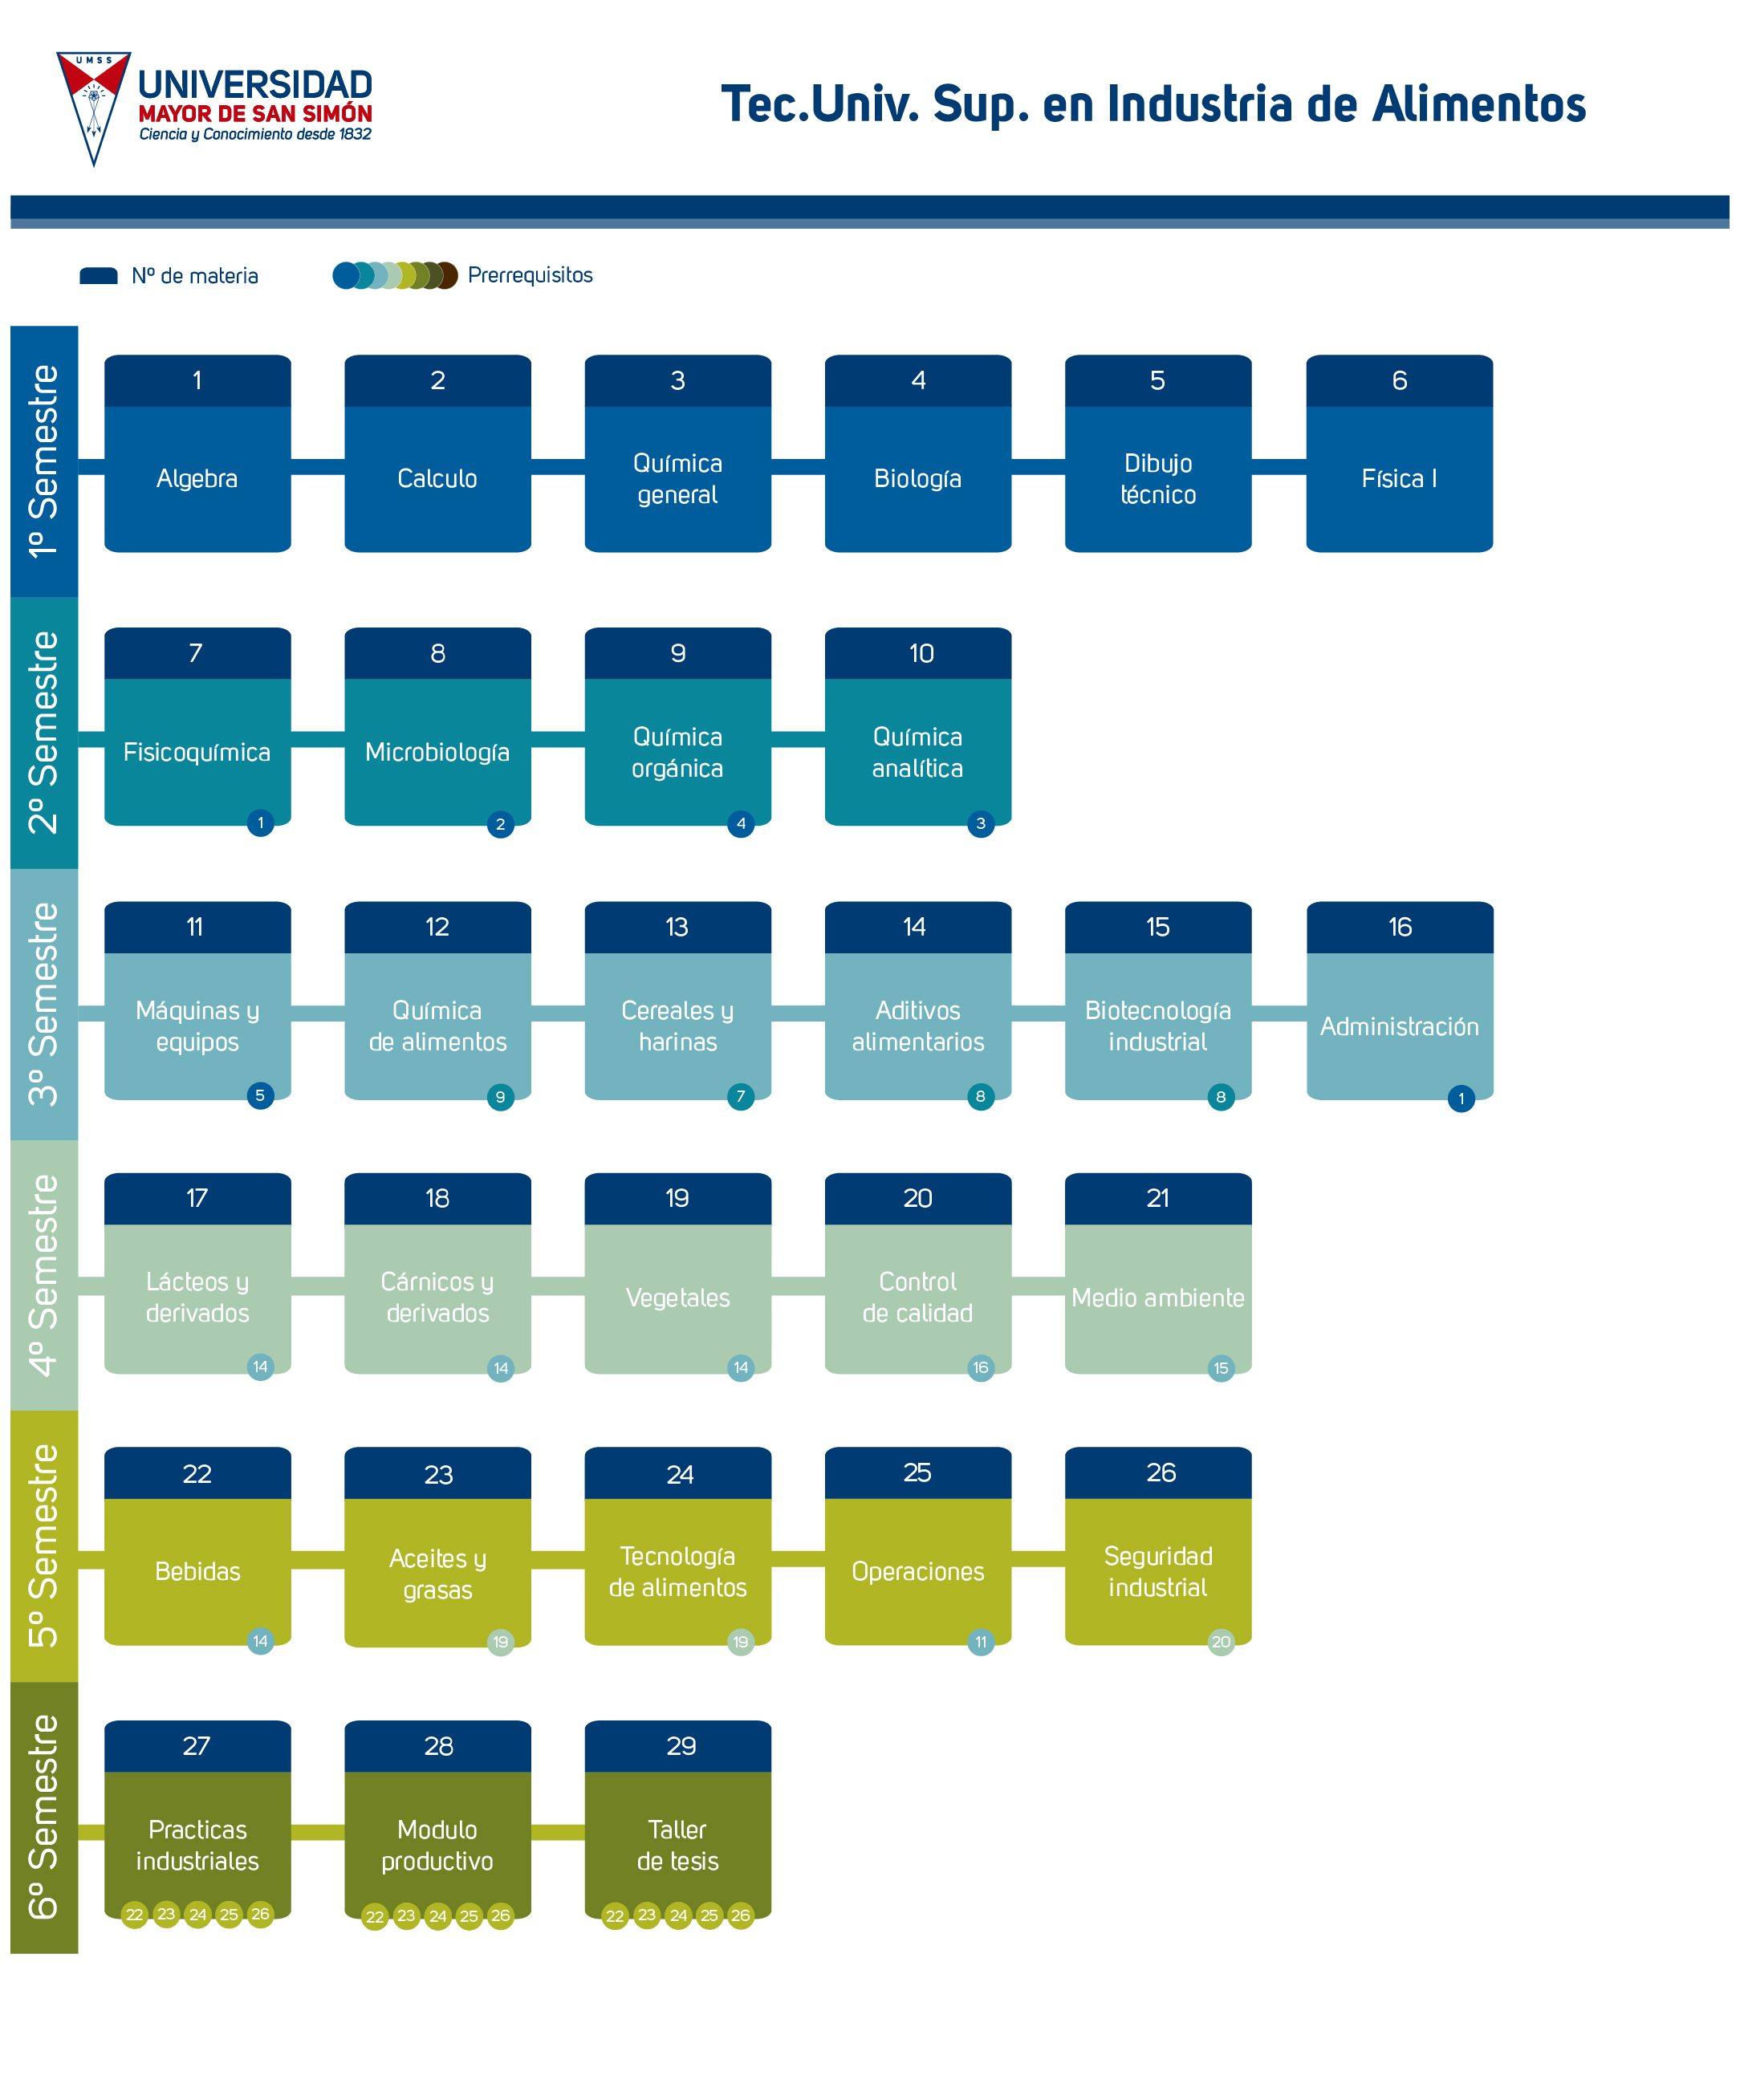 UMSS
UNIVERSIDAD
MAYOR DE SAN SIMÓN
Ciencia y Conocimiento desde 1832
Tec.Univ. Sup. en Industria de Alimentos
Nº de materia
Prerrequisitos
1º Semestre
1
Algebra
2
Calculo
3
Química
general
4
Biología
5
Dibujo
técnico
6
Física I
2º Semestre
7
Fisicoquímica
1
8
Microbiología
2
9
Química
orgánica
4
10
Química
analítica
3
3º Semestre
11
Máquinas y
equipos
5
12
Química
de alimentos
9
13
Cereales y
harinas
7
14
Aditivos
alimentarios
8
15
Biotecnología
industrial
8
16
Administración
1
4º Semestre
17
Lácteos y
derivados
14
18
Cárnicos y
derivados
14
19
Vegetales
14
20
Control
de calidad
16
21
Medio ambiente
15
5º Semestre
22
Bebidas
14
23
Aceites y
grasas
19
24
Tecnología
de alimentos
19
25
Operaciones
11
26
Seguridad
industrial
20
6º Semestre
27
Practicas
industriales
22 23 24 25 26
28
Modulo
productivo
22 23 24 25 26
29
Taller
de tesis
22 23 24 25 26